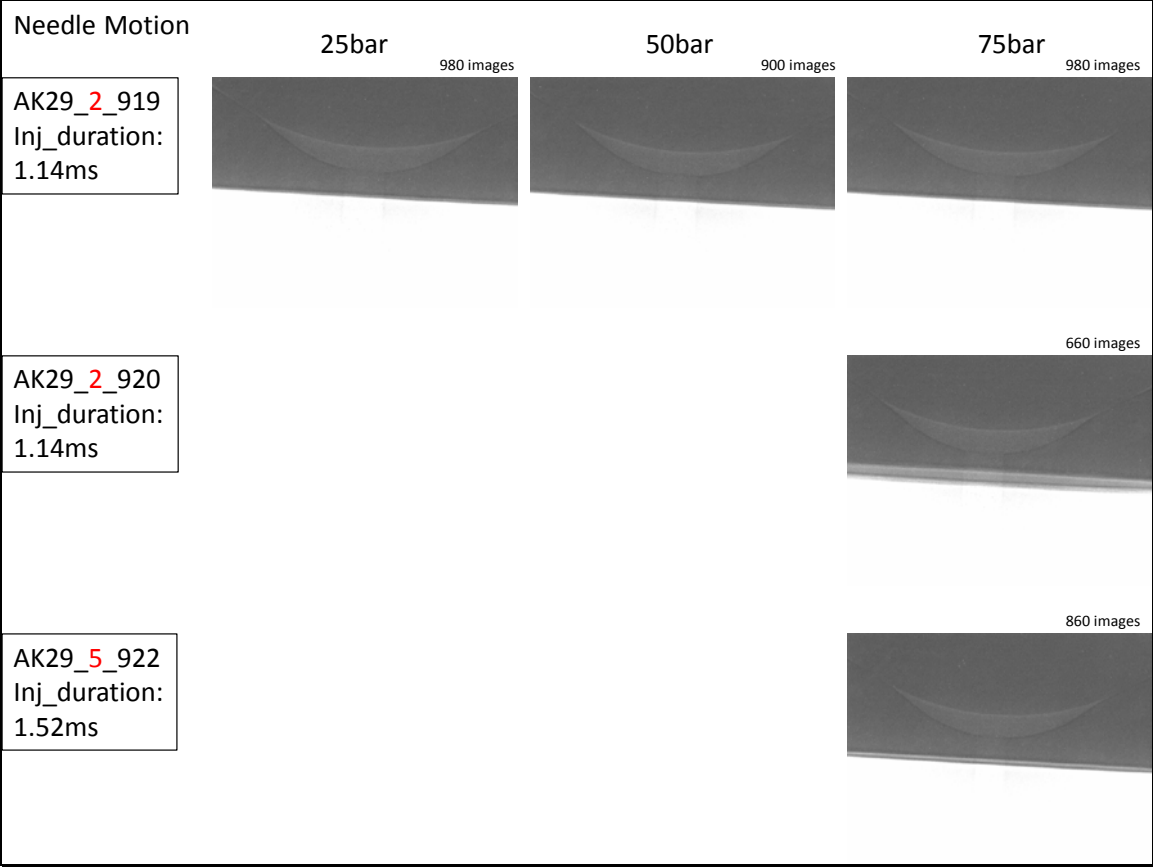 Needle Motion
25bar
50bar
75bar
980 images
900 images
980 images
AK29_2_919
Inj_duration:
1.14ms
660 images
AK29_2_920
Inj_duration:
1.14ms
860 images
AK29_5_922
Inj_duration:
1.52ms